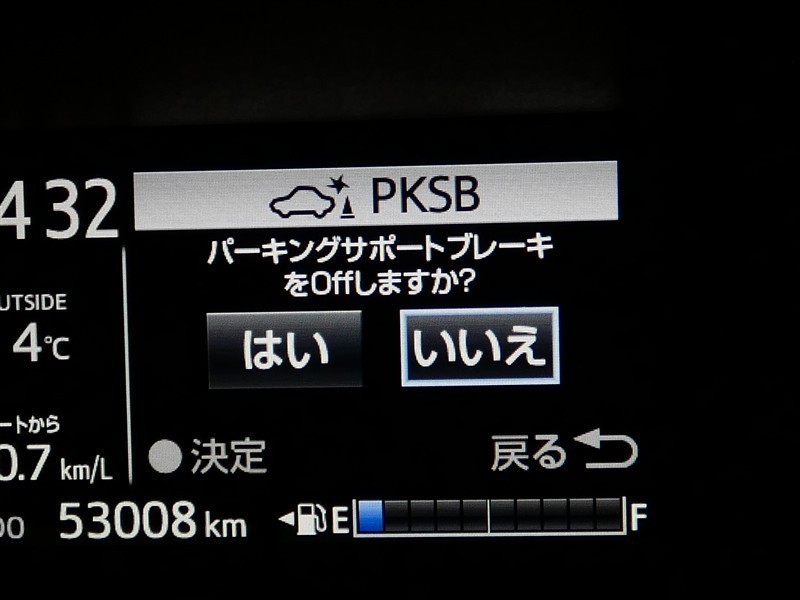 4 32
PKSB
パーキングサポートブレーキ
をOffしますか?
UTSIDE
4℃
はい
いいえ
ートから
0.7 km/L
決定
戻る
53008 km
E
F